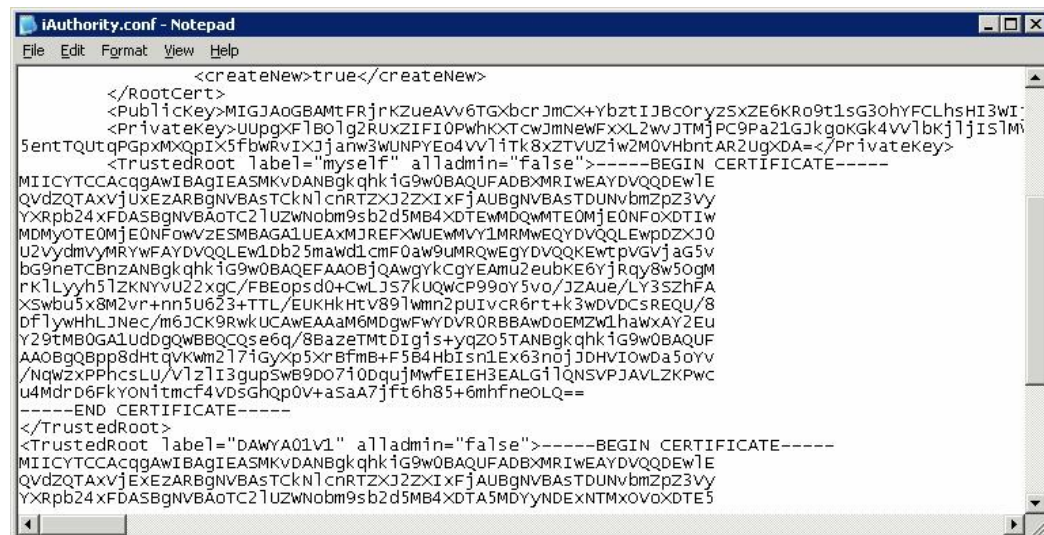 iAuthority.conf - Notepad
File Edit Format View Help
<createNew>true</createNew>
</RootCert>
<PublicKey>MIGJAoGBAMtFRjrKZueAVv6TGXbcrJmCX+YbztIJBcOryzSxZE6KRo9t1sG3OhYFCLhsHI3WI
<PrivateKey>UUpgXFlBOlg2RUxZIFIOPWhKXTcwJmNewFxXL2wvJTMjPC9Pa21GJkgoKGk4VVlbKjljISlM
5entTQUtqPGpxMXQpIX5fbWRvIXJjanw3WUNPYEo4VVliTk8xZTVUZiw2M0VHbntAR2UgXDA=</PrivateKey>
<TrustedRoot label="myself" alladmin="false">-----BEGIN CERTIFICATE-----
MIICYTCCAcqgAwIBAgIEASMKvDANBgkqhkiG9w0BAQUFADBXMRIwEAYDVQQDEwlE
QVdZQTAxVjUxEzARBgNVBAsTCkNlcnRTZXJ2ZXIxFjAUBgNVBAsTDUNvbmZpZ3Vy
YXRpb24xFDASBgNVBAoTC2lUZWNobm9sb2d5MB4XDTEwMDQwMTE0MjE0NFoXDTIw
MDMyOTE0MjE0NFowVzESMBAGA1UEAxMJREFXWUEwMVY1MRMwEQYDVQQLEwpDZXJ0
U2VydmVyMRYwFAYDVQQLEw1Db25maWd1cmF0aW9uMRQwEgYDVQQKEwtpVGVjaG5v
bG9neTCBnzANBgkqhkiG9w0BAQEFAAOBjQAwgYkCgYEAmu2eubKE6YjRqy8w5OgM
rKlLyyh5lZKNYvU22xgC/FBEopsd0+CwLJS7kUQWCP99oY5vo/JZAue/LY3SZhFA
XSwbu5x8M2vr+nn5U623+TTL/EUKHkHtV89lWmn2pUIvcR6rt+k3wDVDCsREQU/8
DflywHhLJNec/m6JCK9RwkUCAwEAAaM6MDgwFwYDVR0RBBAwDoEMZW1haWxAY2Eu
Y29tMB0GA1UdDgQWBBQCQse6q/8BazeTMtDIgis+yqZO5TANBgkqhkiG9w0BAQUF
AAOBgQBpp8dHtqVKWm2l7iGyXp5XrBfmB+F5B4HbIsn1Ex63nojJDHVIOwDa5oYv
/NqWzxPPhcsLU/VlzlI3gupSwB9DO7iODqujMwfEIEH3EALGilQNSVPJAVLZKPwc
u4MdrD6FkYONitmcf4VDsGhQp0V+aSaA7jft6h85+6mhfneOLQ==
-----END CERTIFICATE-----
</TrustedRoot>
<TrustedRoot label="DAWYA01V1" alladmin="false">-----BEGIN CERTIFICATE-----
MIICYTCCAcqgAwIBAgIEASMKvDANBgkqhkiG9w0BAQUFADBXMRIwEAYDVQQDEwlE
QVdZQTAxVjExEzARBgNVBAsTCkNlcnRTZXJ2ZXIxFjAUBgNVBAsTDUNvbmZpZ3Vy
YXRpb24xFDASBgNVBAoTC2lUZWNobm9sb2d5MB4XDTA5MDYyNDExNTMxOVoXDTE5